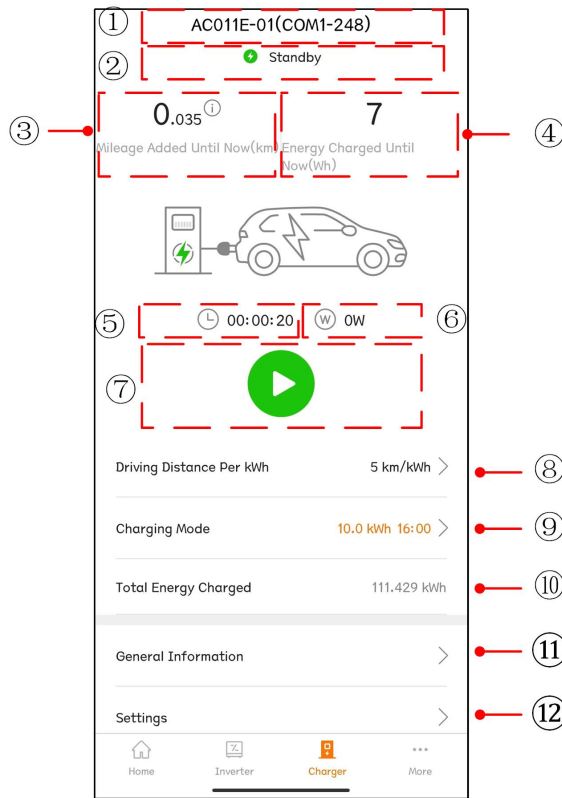 ① AC011E-01(COM1-248)
② Standby
③ 0.035 i 7 ④
Mileage Added Until Now(km) Energy Charged Until
Now(Wh)
⑤ 00:00:20 W 0W ⑥
⑦
Driving Distance Per kWh 5 km/kWh ⑧
Charging Mode 10.0 kWh 16:00 ⑨
Total Energy Charged 111.429 kWh ⑩
General Information ⑪
Settings ⑫
Home Inverter Charger More